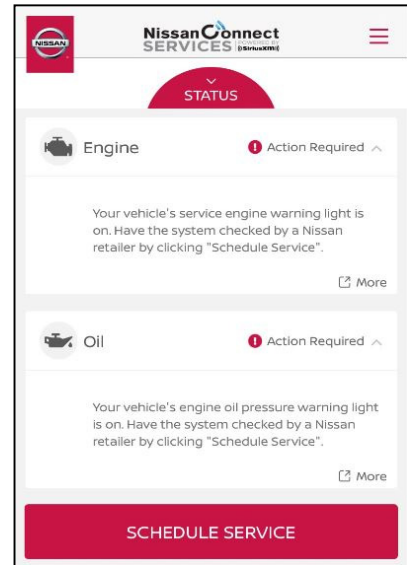 NISSAN
NissanConnect
SERVICES POWERED BY SiriusXM
STATUS
Engine
Action Required
Your vehicle's service engine warning light is
on. Have the system checked by a Nissan
retailer by clicking "Schedule Service".
More
Oil
Action Required
Your vehicle's engine oil pressure warning light
is on. Have the system checked by a Nissan
retailer by clicking "Schedule Service".
More
SCHEDULE SERVICE